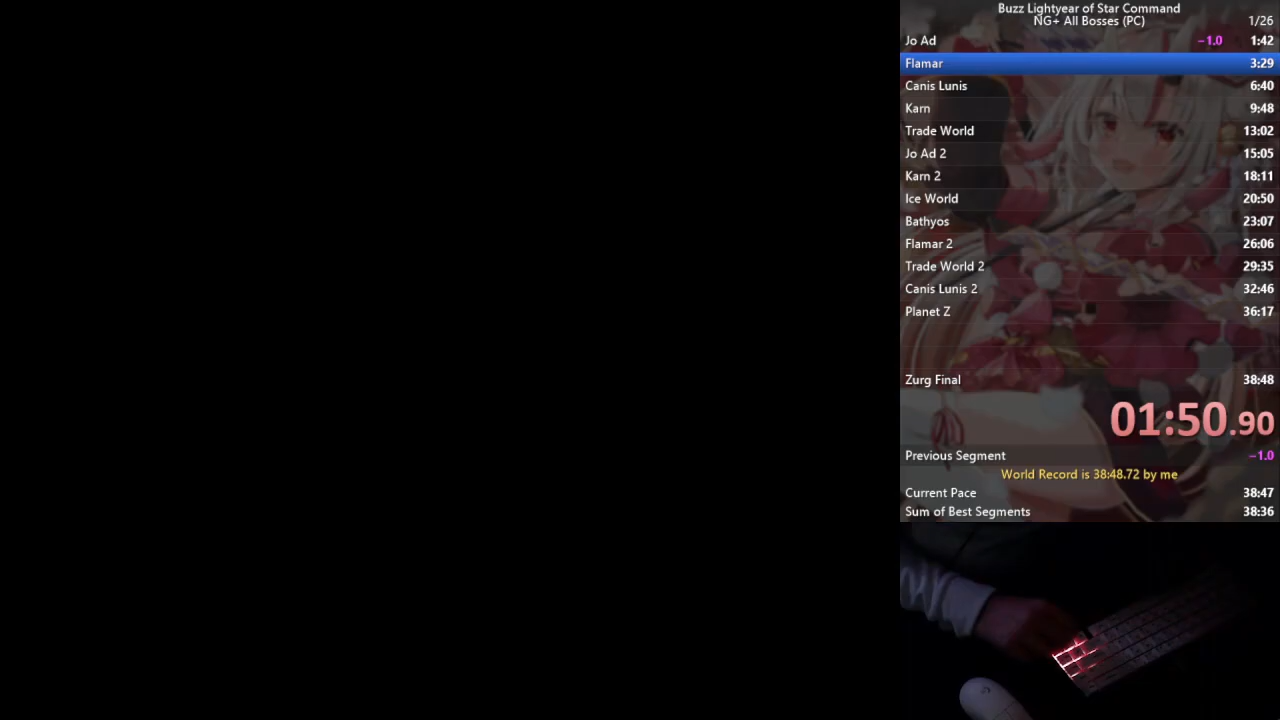 Buzz Lightyear of Star Command
NG+ All Bosses (PC) 1/26
Jo Ad −1.0 1:42
Flamar 3:29
Canis Lunis 6:40
Karn 9:48
Trade World 13:02
Jo Ad 2 15:05
Karn 2 18:11
Ice World 20:50
Bathyos 23:07
Flamar 2 26:06
Trade World 2 29:35
Canis Lunis 2 32:46
Planet Z 36:17
Zurg Final 38:48
01:50.90
Previous Segment −1.0
World Record is 38:48.72 by me
Current Pace 38:47
Sum of Best Segments 38:36